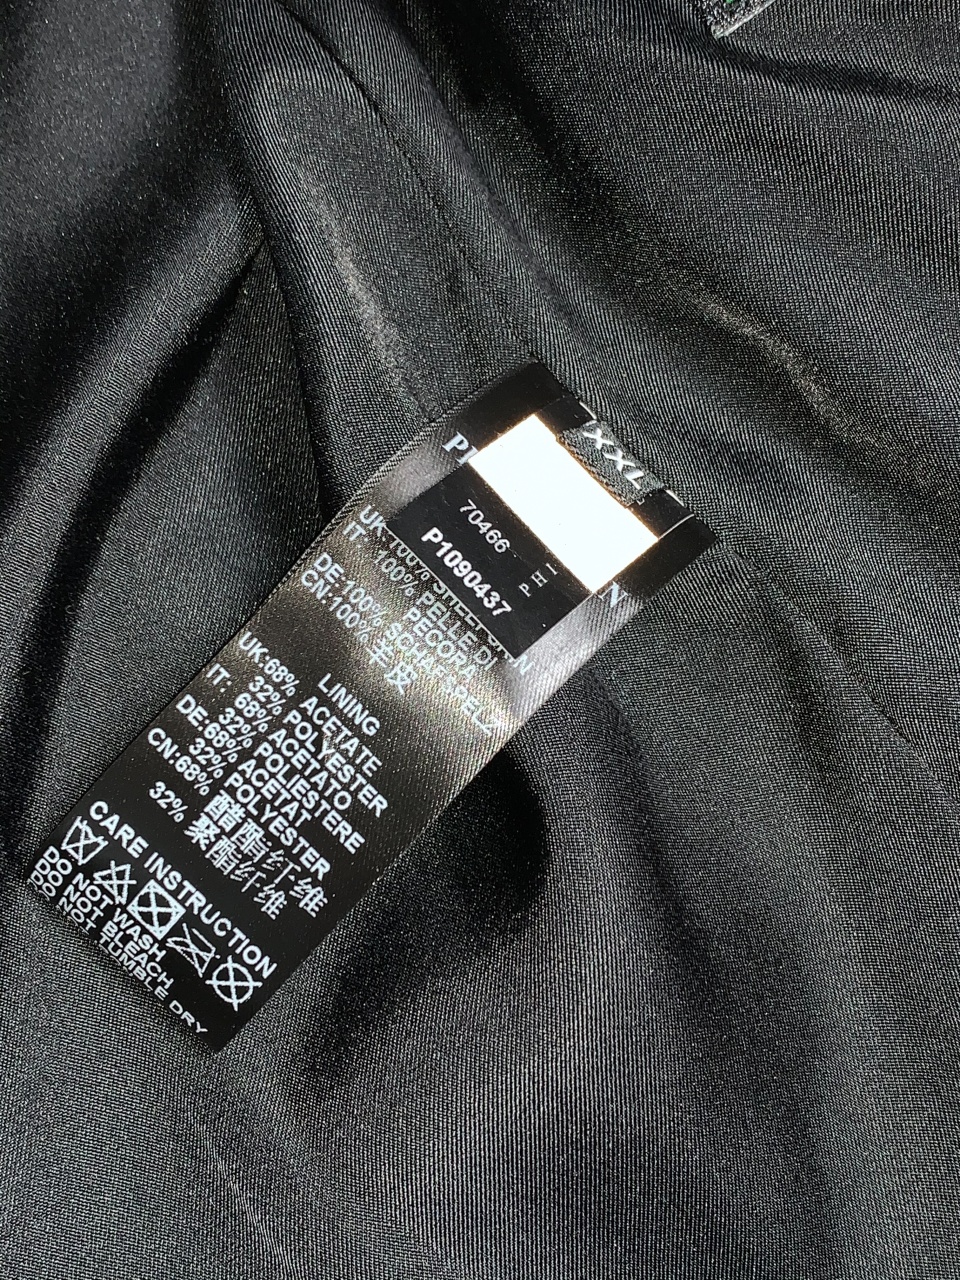 XXL
70466
P1090437
PH
UK:100% SHEEPSKIN
IT: 100% PELLE DI
PECORA
DE:100% SCHAFSPELZ
CN:100% 羊皮
LINING
UK:68% ACETATE
32% POLYESTER
IT: 68% ACETATO
32% POLIESTERE
DE:68% ACETAT
32% POLYESTER
CN:68% 醋酯纤维
32% 聚酯纤维
CARE INSTRUCTION
DO NOT WASH
DO NOT BLEACH
DO NOT TUMBLE DRY